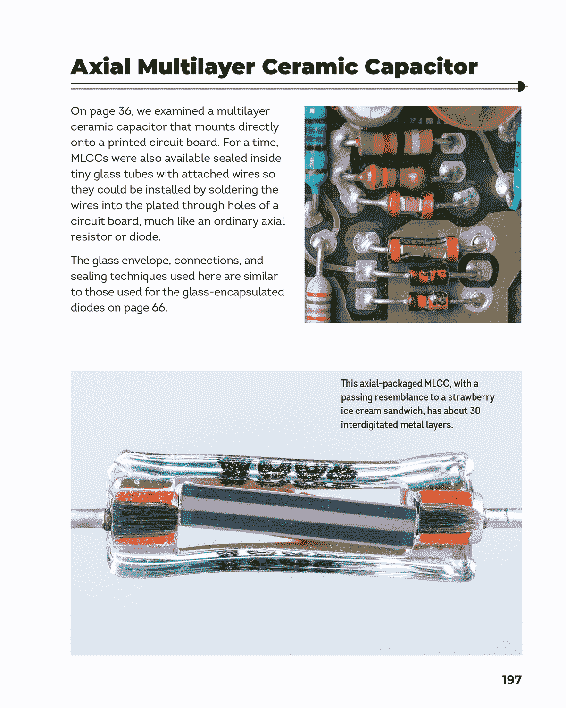 Axial Multilayer Ceramic Capacitor
On page 36, we examined a multilayer
ceramic capacitor that mounts directly
onto a printed circuit board. For a time,
MLCCs were also available sealed inside
tiny glass tubes with attached wires so
they could be installed by soldering the
wires into the plated through holes of a
circuit board, much like an ordinary axial
resistor or diode.
The glass envelope, connections, and
sealing techniques used here are similar
to those used for the glass-encapsulated
diodes on page 66.
This axial-packaged MLCC, with a
passing resemblance to a strawberry
ice cream sandwich, has about 30
interdigitated metal layers.
197